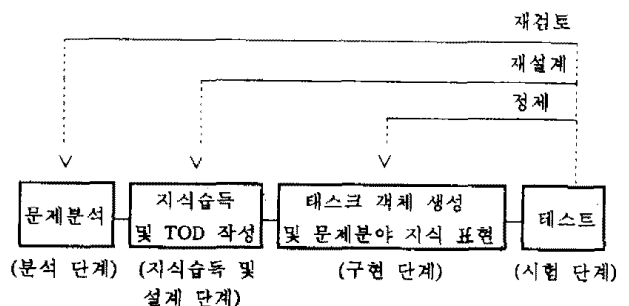 재검토
재설계
정제
문제분석
지식습득
및 TOD 작성
태스크 객체 생성
및 문제분야 지식 표현
테스트
(분석 단계)
(지식습득 및
설계 단계)
(구현 단계)
(시험 단계)